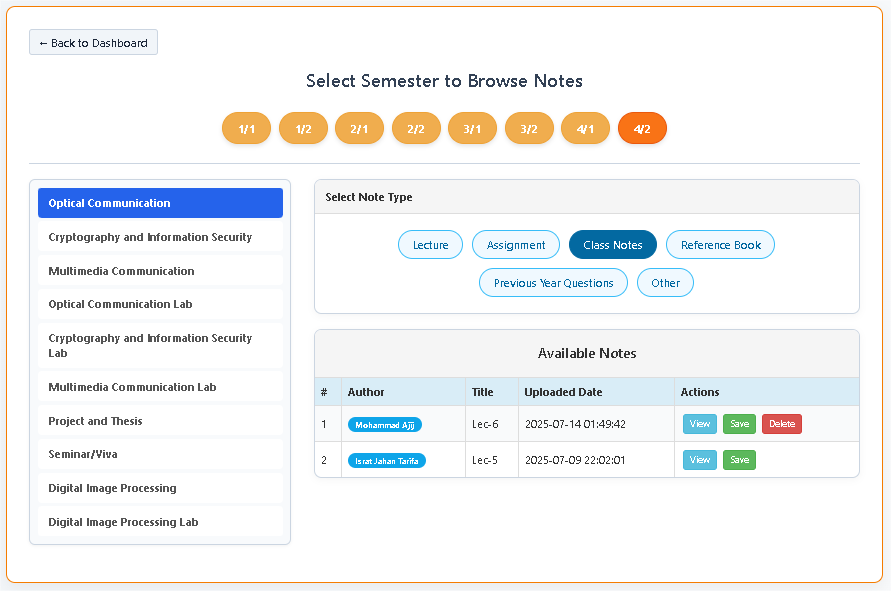 ← Back to Dashboard
Select Semester to Browse Notes
1/1 1/2 2/1 2/2 3/1 3/2 4/1 4/2
Optical Communication
Cryptography and Information Security
Multimedia Communication
Optical Communication Lab
Cryptography and Information Security
Lab
Multimedia Communication Lab
Project and Thesis
Seminar/Viva
Digital Image Processing
Digital Image Processing Lab
Select Note Type
Lecture Assignment Class Notes Reference Book
Previous Year Questions Other
Available Notes
# Author Title Uploaded Date Actions
1 Mohammad Ajij Lec-6 2025-07-14 01:49:42 View Save Delete
2 Israt Jahan Tarifa Lec-5 2025-07-09 22:02:01 View Save